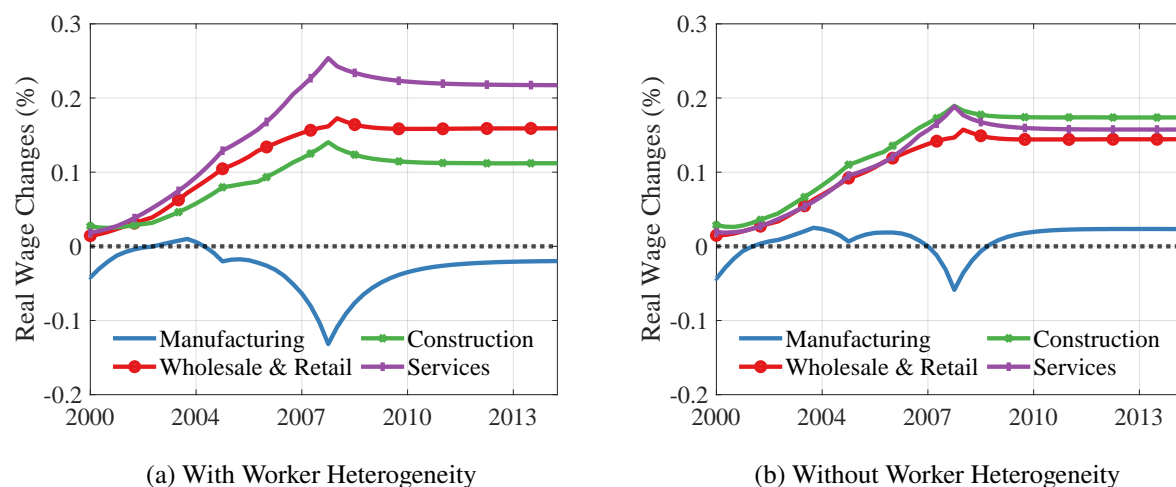 Real Wage Changes (%)
0.3
0.2
0.1
0
-0.1
-0.2
Manufacturing
Construction
Wholesale & Retail
Services
2000 2004 2007 2010 2013
(a) With Worker Heterogeneity
Real Wage Changes (%)
0.3
0.2
0.1
0
-0.1
-0.2
Manufacturing
Construction
Wholesale & Retail
Services
2000 2004 2007 2010 2013
(b) Without Worker Heterogeneity